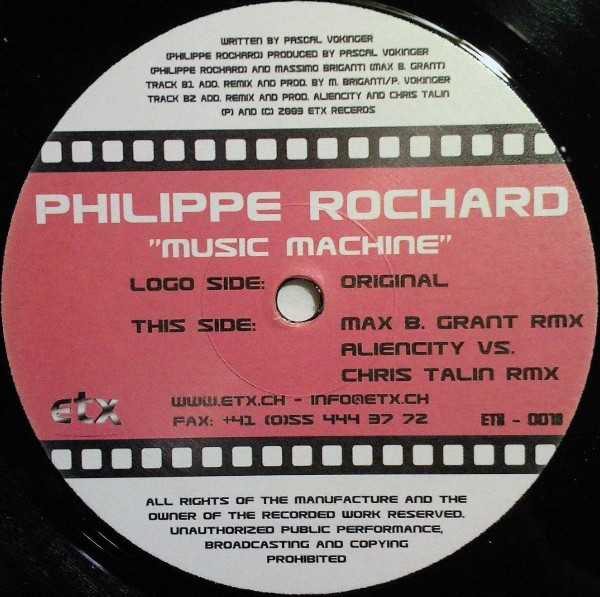 WRITTEN BY PASCAL VOKINGER
(PHILIPPE ROCHARD) PRODUCED BY PASCAL VOKINGER
(PHILIPPE ROCHARD) AND MASSIMO BRIGANTI (MAX B. GRANT)
TRACK B1 ADD. REMIX AND PROD. BY M. BRIGANTI/P. VOKINGER
TRACK B2 ADD. REMIX AND PROD. ALIENCITY AND CHRIS TALIN
(P) AND (C) 2003 ETX RECORDS
PHILIPPE ROCHARD
"MUSIC MACHINE"
LOGO SIDE: ORIGINAL
THIS SIDE: MAX B. GRANT RMX
ALIENCITY VS.
CHRIS TALIN RMX
WWW.ETX.CH - INFO@ETX.CH
etx FAX: +41 (0)55 444 37 72
ALL RIGHTS OF THE MANUFACTURE AND THE
OWNER OF THE RECORDED WORK RESERVED.
UNAUTHORIZED PUBLIC PERFORMANCE,
BROADCASTING AND COPYING
PROHIBITED